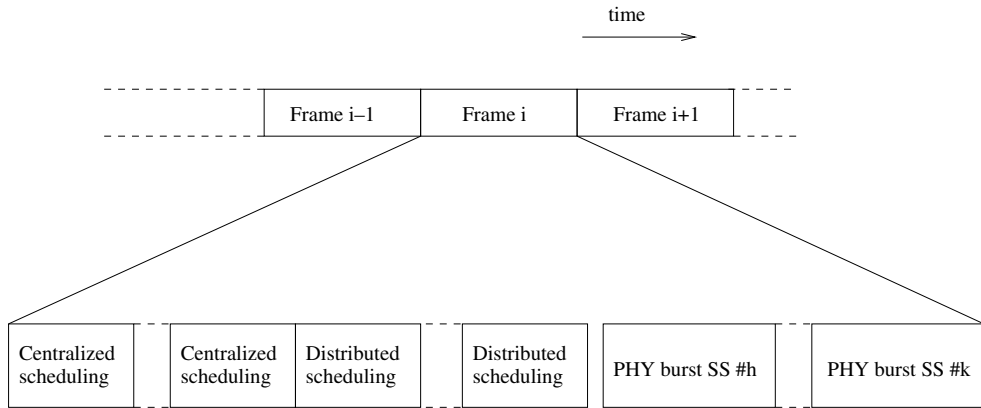 time
Frame i–1
Frame i
Frame i+1
Centralized
scheduling
Centralized
scheduling
Distributed
scheduling
Distributed
scheduling
PHY burst SS #h
PHY burst SS #k